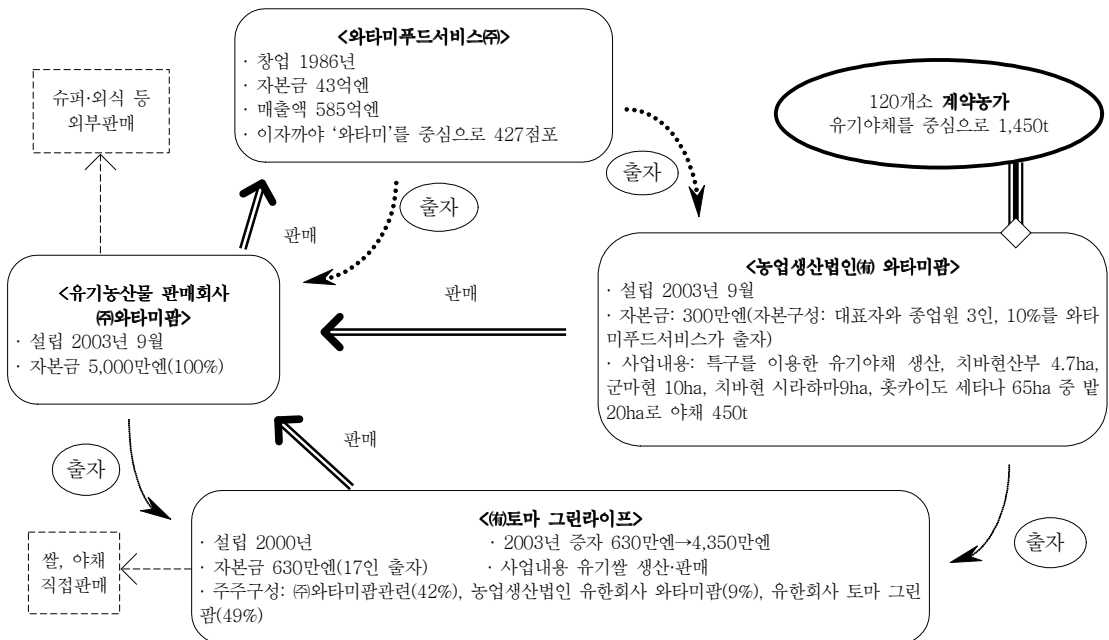 <와타미푸드서비스㈜>
· 창업 1986년
· 자본금 43억엔
· 매출액 585억엔
· 이자까야 ‘와타미’를 중심으로 427점포
슈퍼·외식 등
외부판매
120개소 계약농가
유기야채를 중심으로 1,450t
출자
출자
판매
<유기농산물 판매회사
㈜와타미팜>
· 설립 2003년 9월
· 자본금 5,000만엔(100%)
판매
<농업생산법인㈲ 와타미팜>
· 설립 2003년 9월
· 자본금: 300만엔(자본구성: 대표자와 종업원 3인, 10%를 와타
미푸드서비스가 출자)
· 사업내용: 특구를 이용한 유기야채 생산, 치바현산부 4.7ha,
군마현 10ha, 치바현 시라하마9ha, 홋카이도 세타나 65ha 중 밭
20ha로 야채 450t
판매
출자
출자
<㈲토마 그린라이프>
· 설립 2000년 · 2003년 증자 630만엔→4,350만엔
· 자본금 630만엔(17인 출자) · 사업내용 유기쌀 생산·판매
· 주주구성: ㈜와타미팜관련(42%), 농업생산법인 유한회사 와타미팜(9%), 유한회사 토마 그린
팜(49%)
쌀, 야채
직접판매